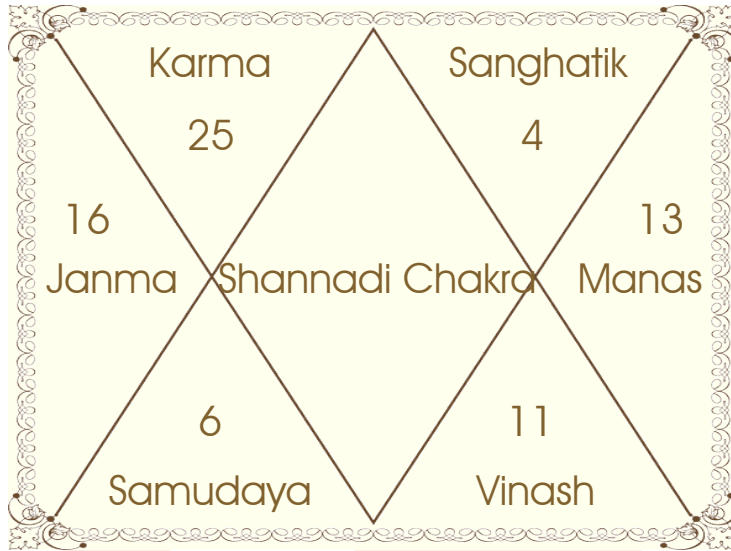 Karma
Sanghatik
25
4
16
13
Janma
Shannadi Chakra
Manas
6
11
Samudaya
Vinash